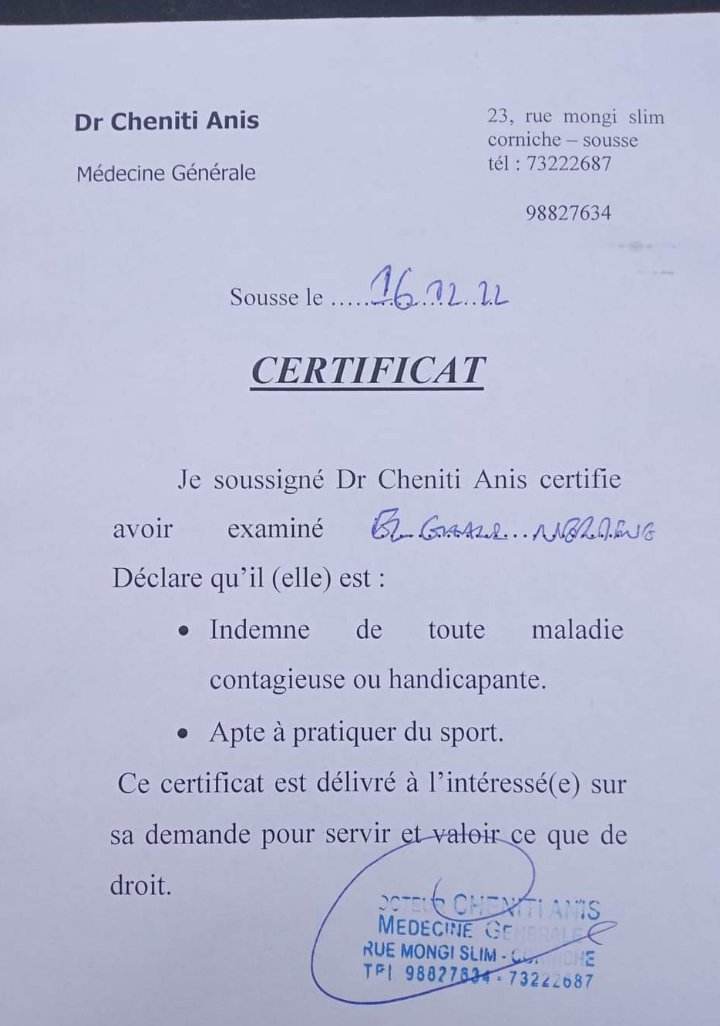 Dr Cheniti Anis
Médecine Générale
23, rue mongi slim
corniche – sousse
tél : 73222687
98827634
Sousse le ....16.12.22
CERTIFICAT
Je soussigné Dr Cheniti Anis certifie
avoir examiné EL
Déclare qu'il (elle) est :
• Indemne de toute maladie
contagieuse ou handicapante.
• Apte à pratiquer du sport.
Ce certificat est délivré à l'intéressé(e) sur
sa demande pour servir et valoir ce que de
droit.
CHENITI ANIS
MEDECINE
RUE MONGI SLIM -
98827634 - 73222687